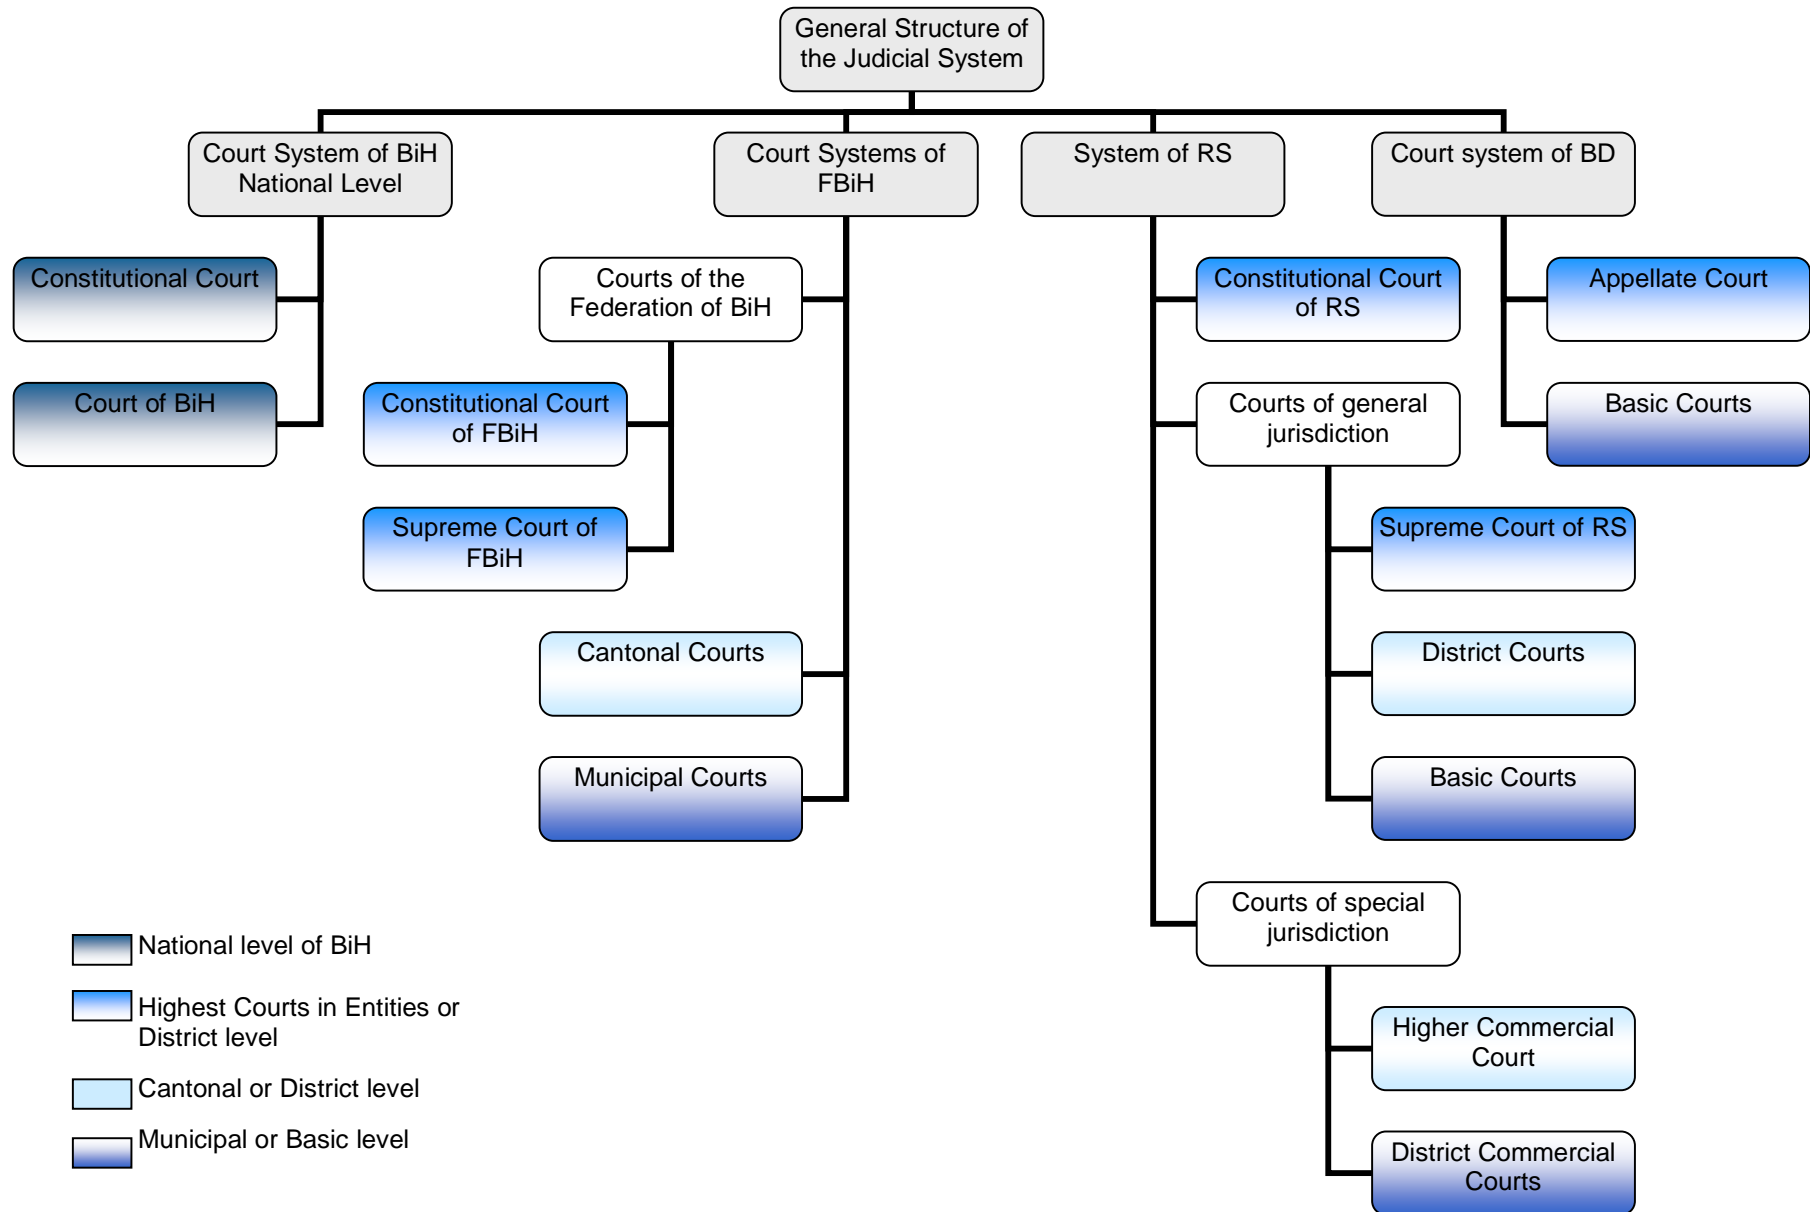 General Structure of
the Judicial System
Court System of BiH
National Level
Court Systems of
FBiH
System of RS
Court system of BD
Constitutional Court
Courts of the
Federation of BiH
Constitutional Court
of RS
Appellate Court
Court of BiH
Constitutional Court
of FBiH
Courts of general
jurisdiction
Basic Courts
Supreme Court of
FBiH
Supreme Court of RS
Cantonal Courts
District Courts
Municipal Courts
Basic Courts
Courts of special
jurisdiction
Higher Commercial
Court
District Commercial
Courts
National level of BiH
Highest Courts in Entities or
District level
Cantonal or District level
Municipal or Basic level